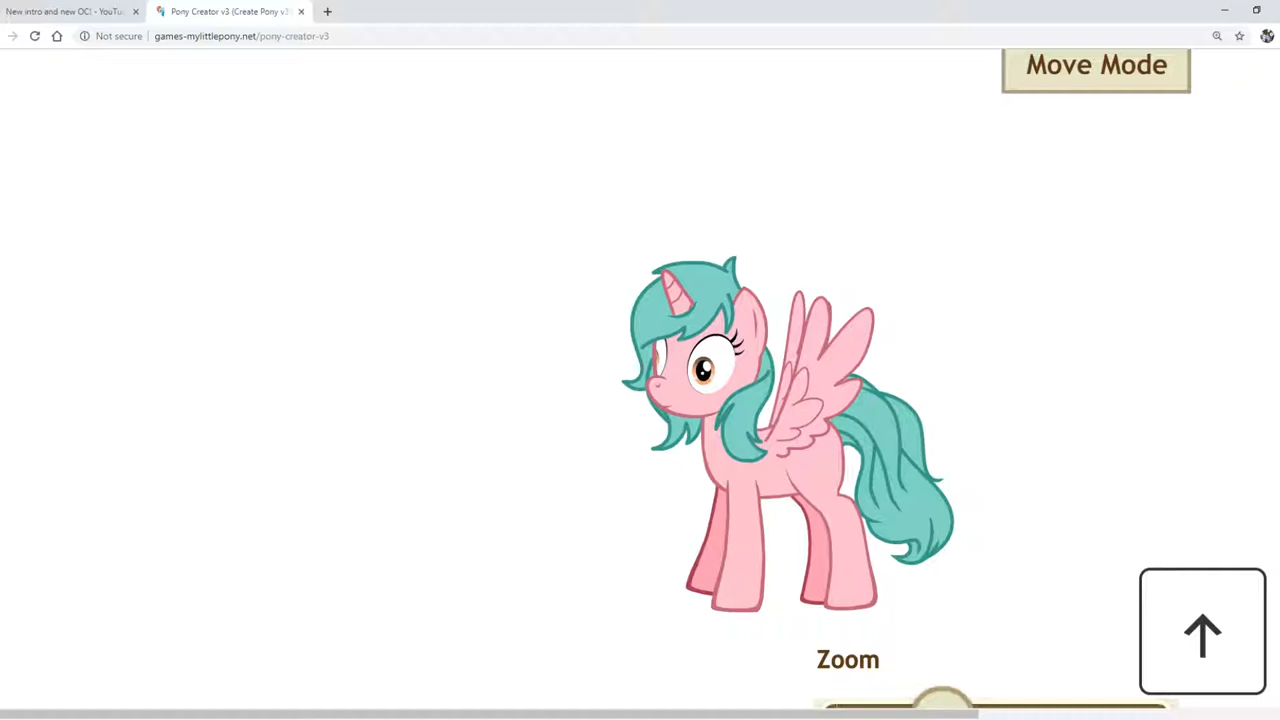 New intro and new OC! - YouTu
Pony Creator v3 (Create Pony v3
Not secure
games-mylittlepony.net/pony-creator-v3
Move Mode
Zoom